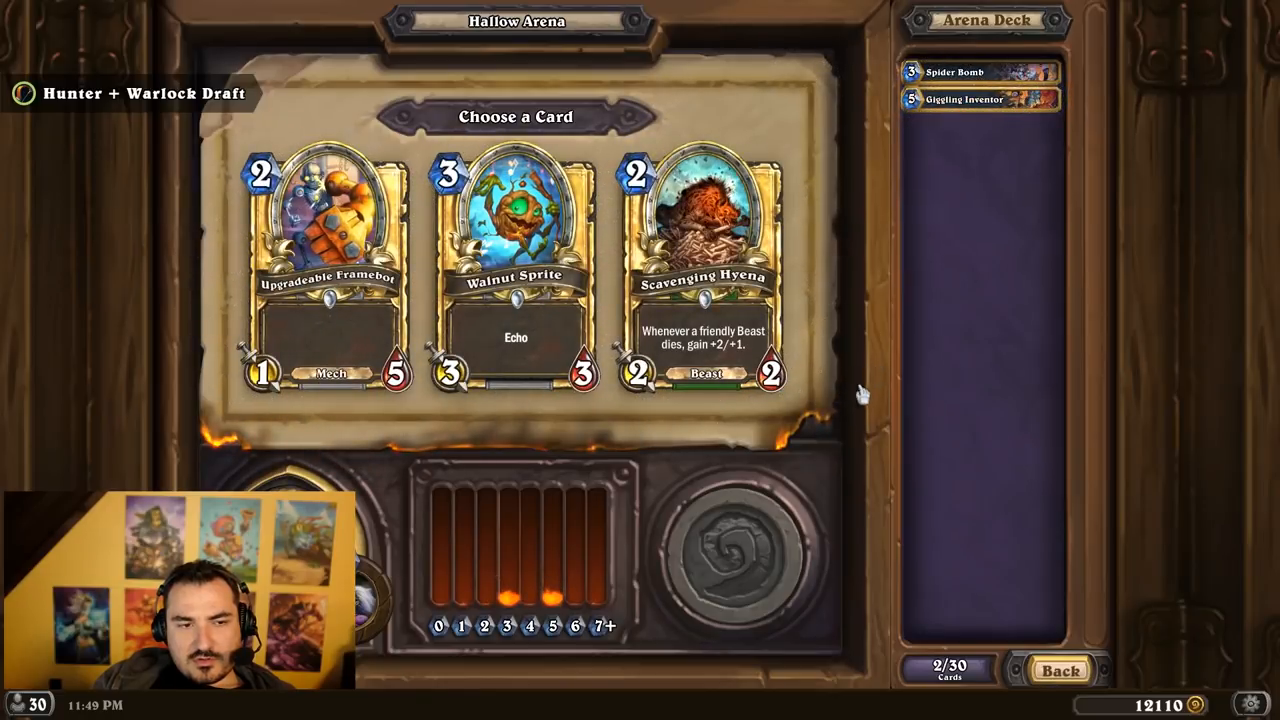 Hallow Arena
Arena Deck
3 Spider Bomb
5 Giggling Inventor
Hunter + Warlock Draft
Choose a Card
2
3
2
Upgradeable Framebot
Walnut Sprite
Scavenging Hyena
Echo
Whenever a friendly Beast
dies, gain +2/+1.
1 Mech 5
3 3
2 Beast 2
0 1 2 3 4 5 6 7+
2/30
Cards
Back
30 11:49 PM
12110